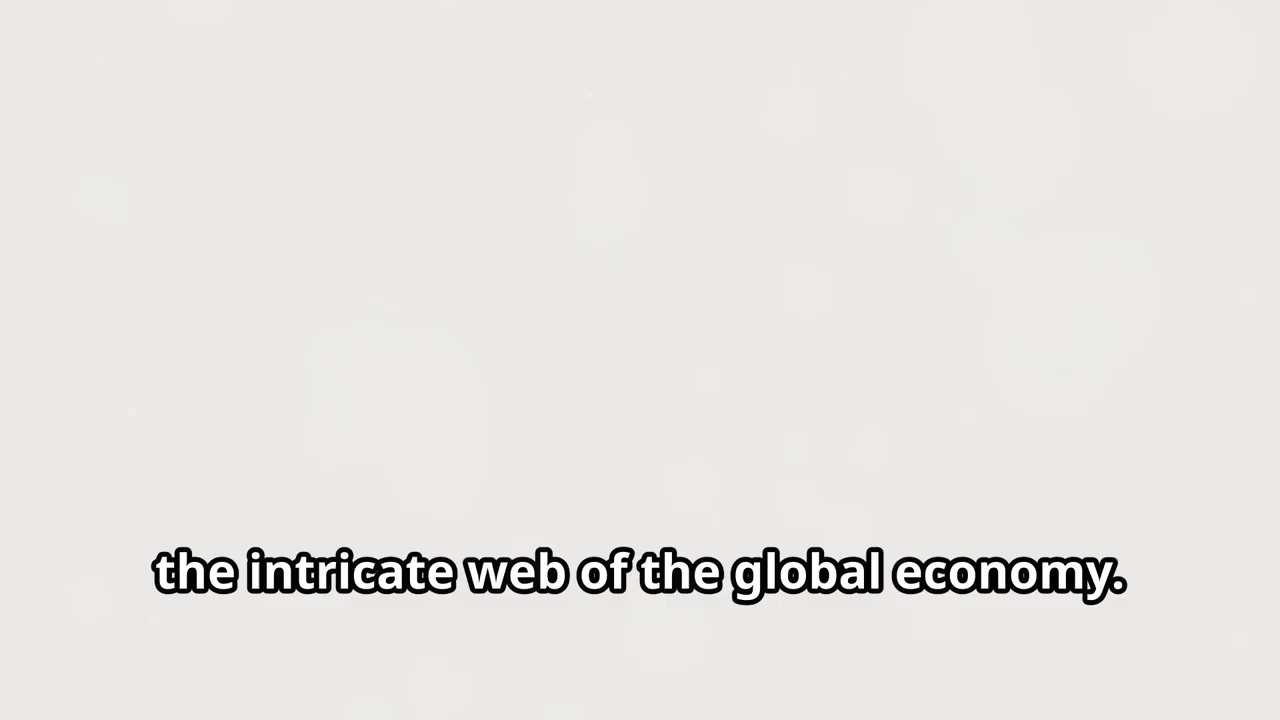 the intricate web of the global economy.